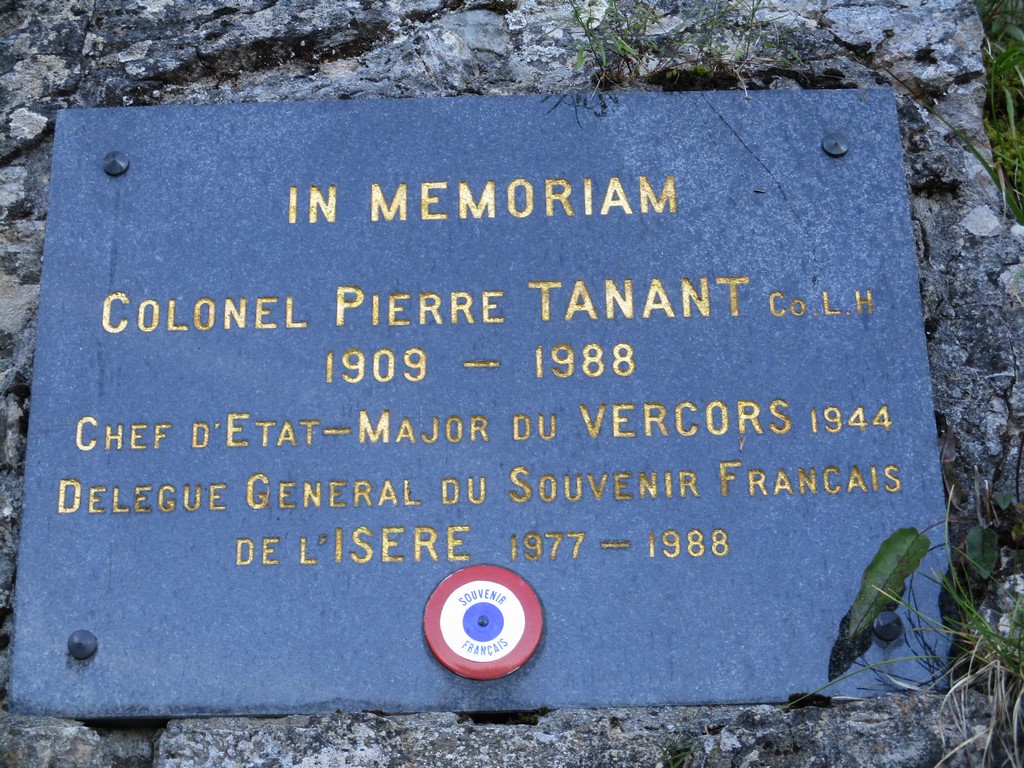 IN MEMORIAM
COLONEL PIERRE TANANT Co.L.H
1909 – 1988
CHEF D'ETAT–MAJOR DU VERCORS 1944
DELEGUE GENERAL DU SOUVENIR FRANCAIS
DE L'ISERE 1977 – 1988
SOUVENIR
FRANÇAIS